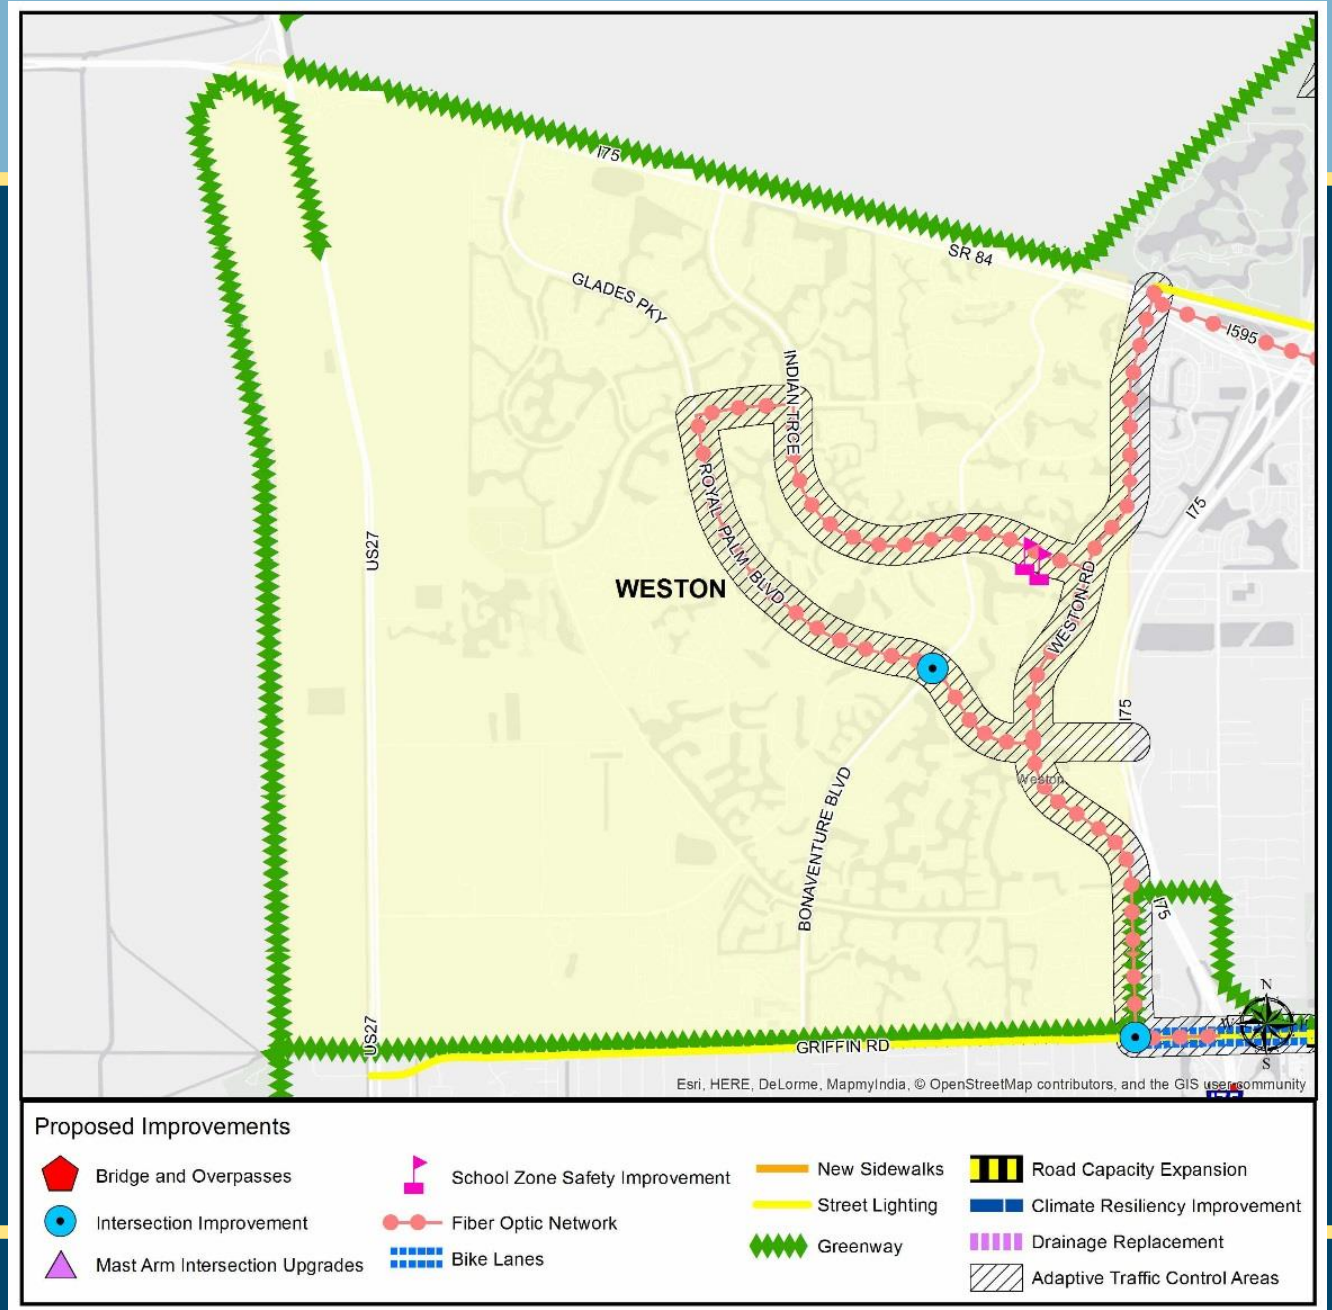 I75
SR 84
GLADES PKY
I595
INDIAN TRCE
ROYAL PALM BLVD
I75
US27
WESTON
WESTON RD
I75
Weston
BONAVENTURE BLVD
I75
N
US27
GRIFFIN RD
S
Esri, HERE, DeLorme, MapmyIndia, © OpenStreetMap contributors, and the GIS user community
Proposed Improvements
Bridge and Overpasses
Intersection Improvement
Mast Arm Intersection Upgrades
School Zone Safety Improvement
Fiber Optic Network
Bike Lanes
New Sidewalks
Street Lighting
Greenway
Road Capacity Expansion
Climate Resiliency Improvement
Drainage Replacement
Adaptive Traffic Control Areas